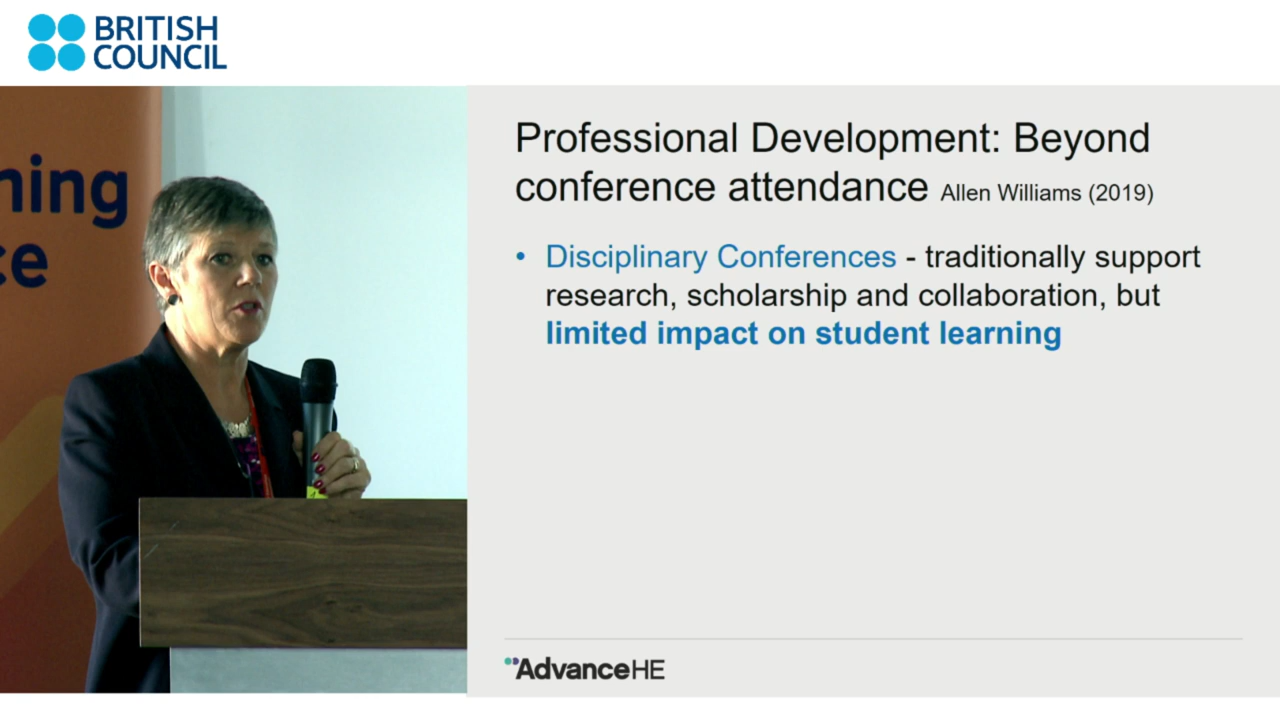 BRITISH
COUNCIL
ning
ce
Professional Development: Beyond
conference attendance Allen Williams (2019)
• Disciplinary Conferences - traditionally support
research, scholarship and collaboration, but
limited impact on student learning
AdvanceHE